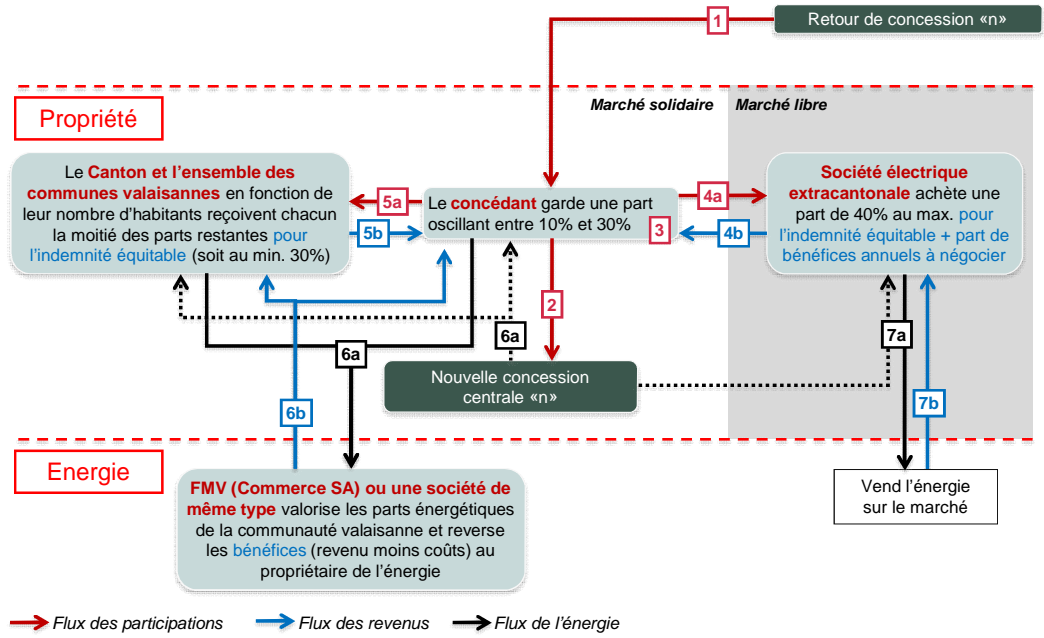 1
Retour de concession «n»
Marché solidaire
Marché libre
Propriété
Le Canton et l'ensemble des
communes valaisannes en fonction de
leur nombre d'habitants reçoivent chacun
la moitié des parts restantes pour
l'indemnité équitable (soit au min. 30%)
5a
5b
Le concédant garde une part
oscillant entre 10% et 30%
3
4a
4b
Société électrique
extracantonale achète une
part de 40% au max. pour
l'indemnité équitable + part de
bénéfices annuels à négocier
2
6a
6a
7a
Nouvelle concession
centrale «n»
6b
7b
Energie
FMV (Commerce SA) ou une société de
même type valorise les parts énergétiques
de la communauté valaisanne et reverse
les bénéfices (revenu moins coûts) au
propriétaire de l'énergie
Vend l'énergie
sur le marché
Flux des participations
Flux des revenus
Flux de l'énergie